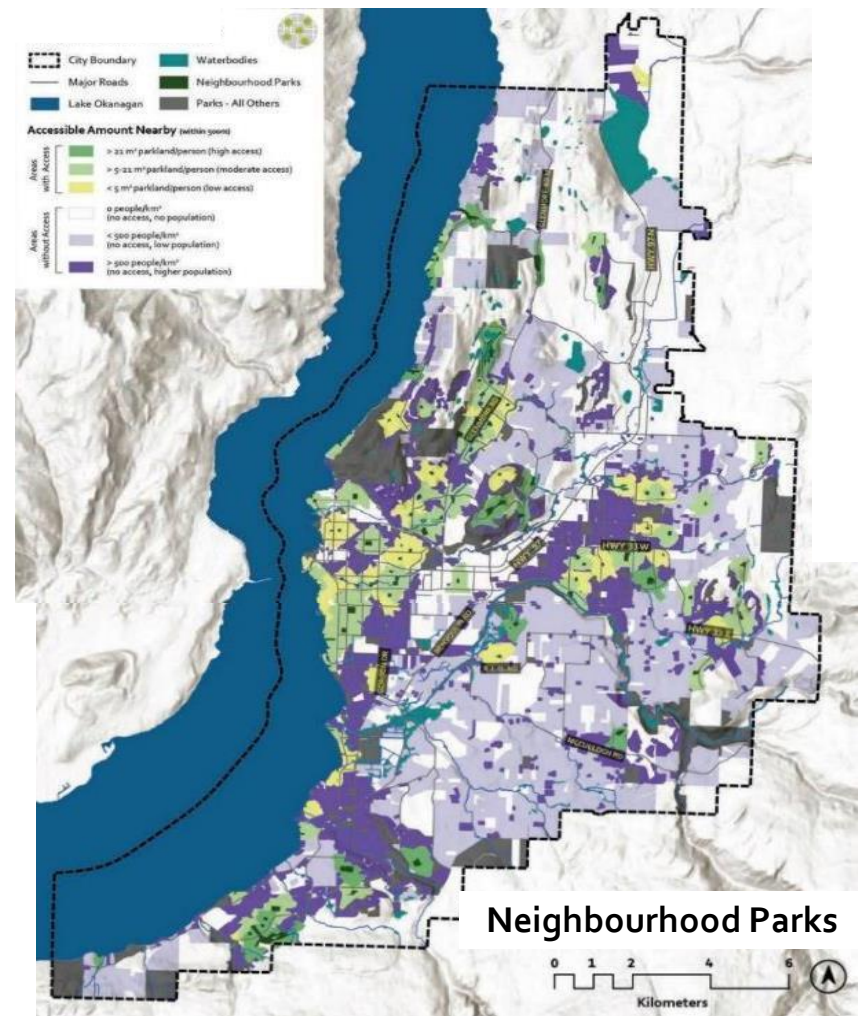 City Boundary
Major Roads
Lake Okanagan
Waterbodies
Neighbourhood Parks
Parks - All Others
Accessible Amount Nearby (within 500m)
Areas with Access
> 21 m² parkland/person (high access)
> 5-21 m² parkland/person (moderate access)
< 5 m² parkland/person (low access)
Areas without Access
0 people/km²
(no access, no population)
< 500 people/km²
(no access, low population)
> 500 people/km²
(no access, higher population)
HWY 97 N
HWY 33 W
HWY 33 E
GORDON DR
Neighbourhood Parks
0 1 2 4 6
Kilometers